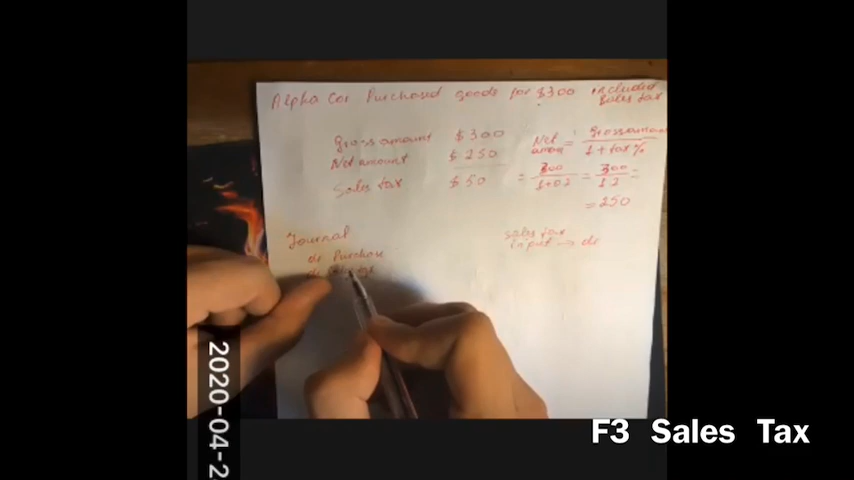 Alpha Cor Purchased goods for $300 included
Sales tax
Gross amount $300
Net amount $250
Sales tax $50
Net amount = Gross amount / 1 + tax%
= 300 / 1+0.2 = 300 / 1.2 =
= 250
Journal
dr Purchase
dr
sales tax
input → dr
2020-04-2
F3 Sales Tax